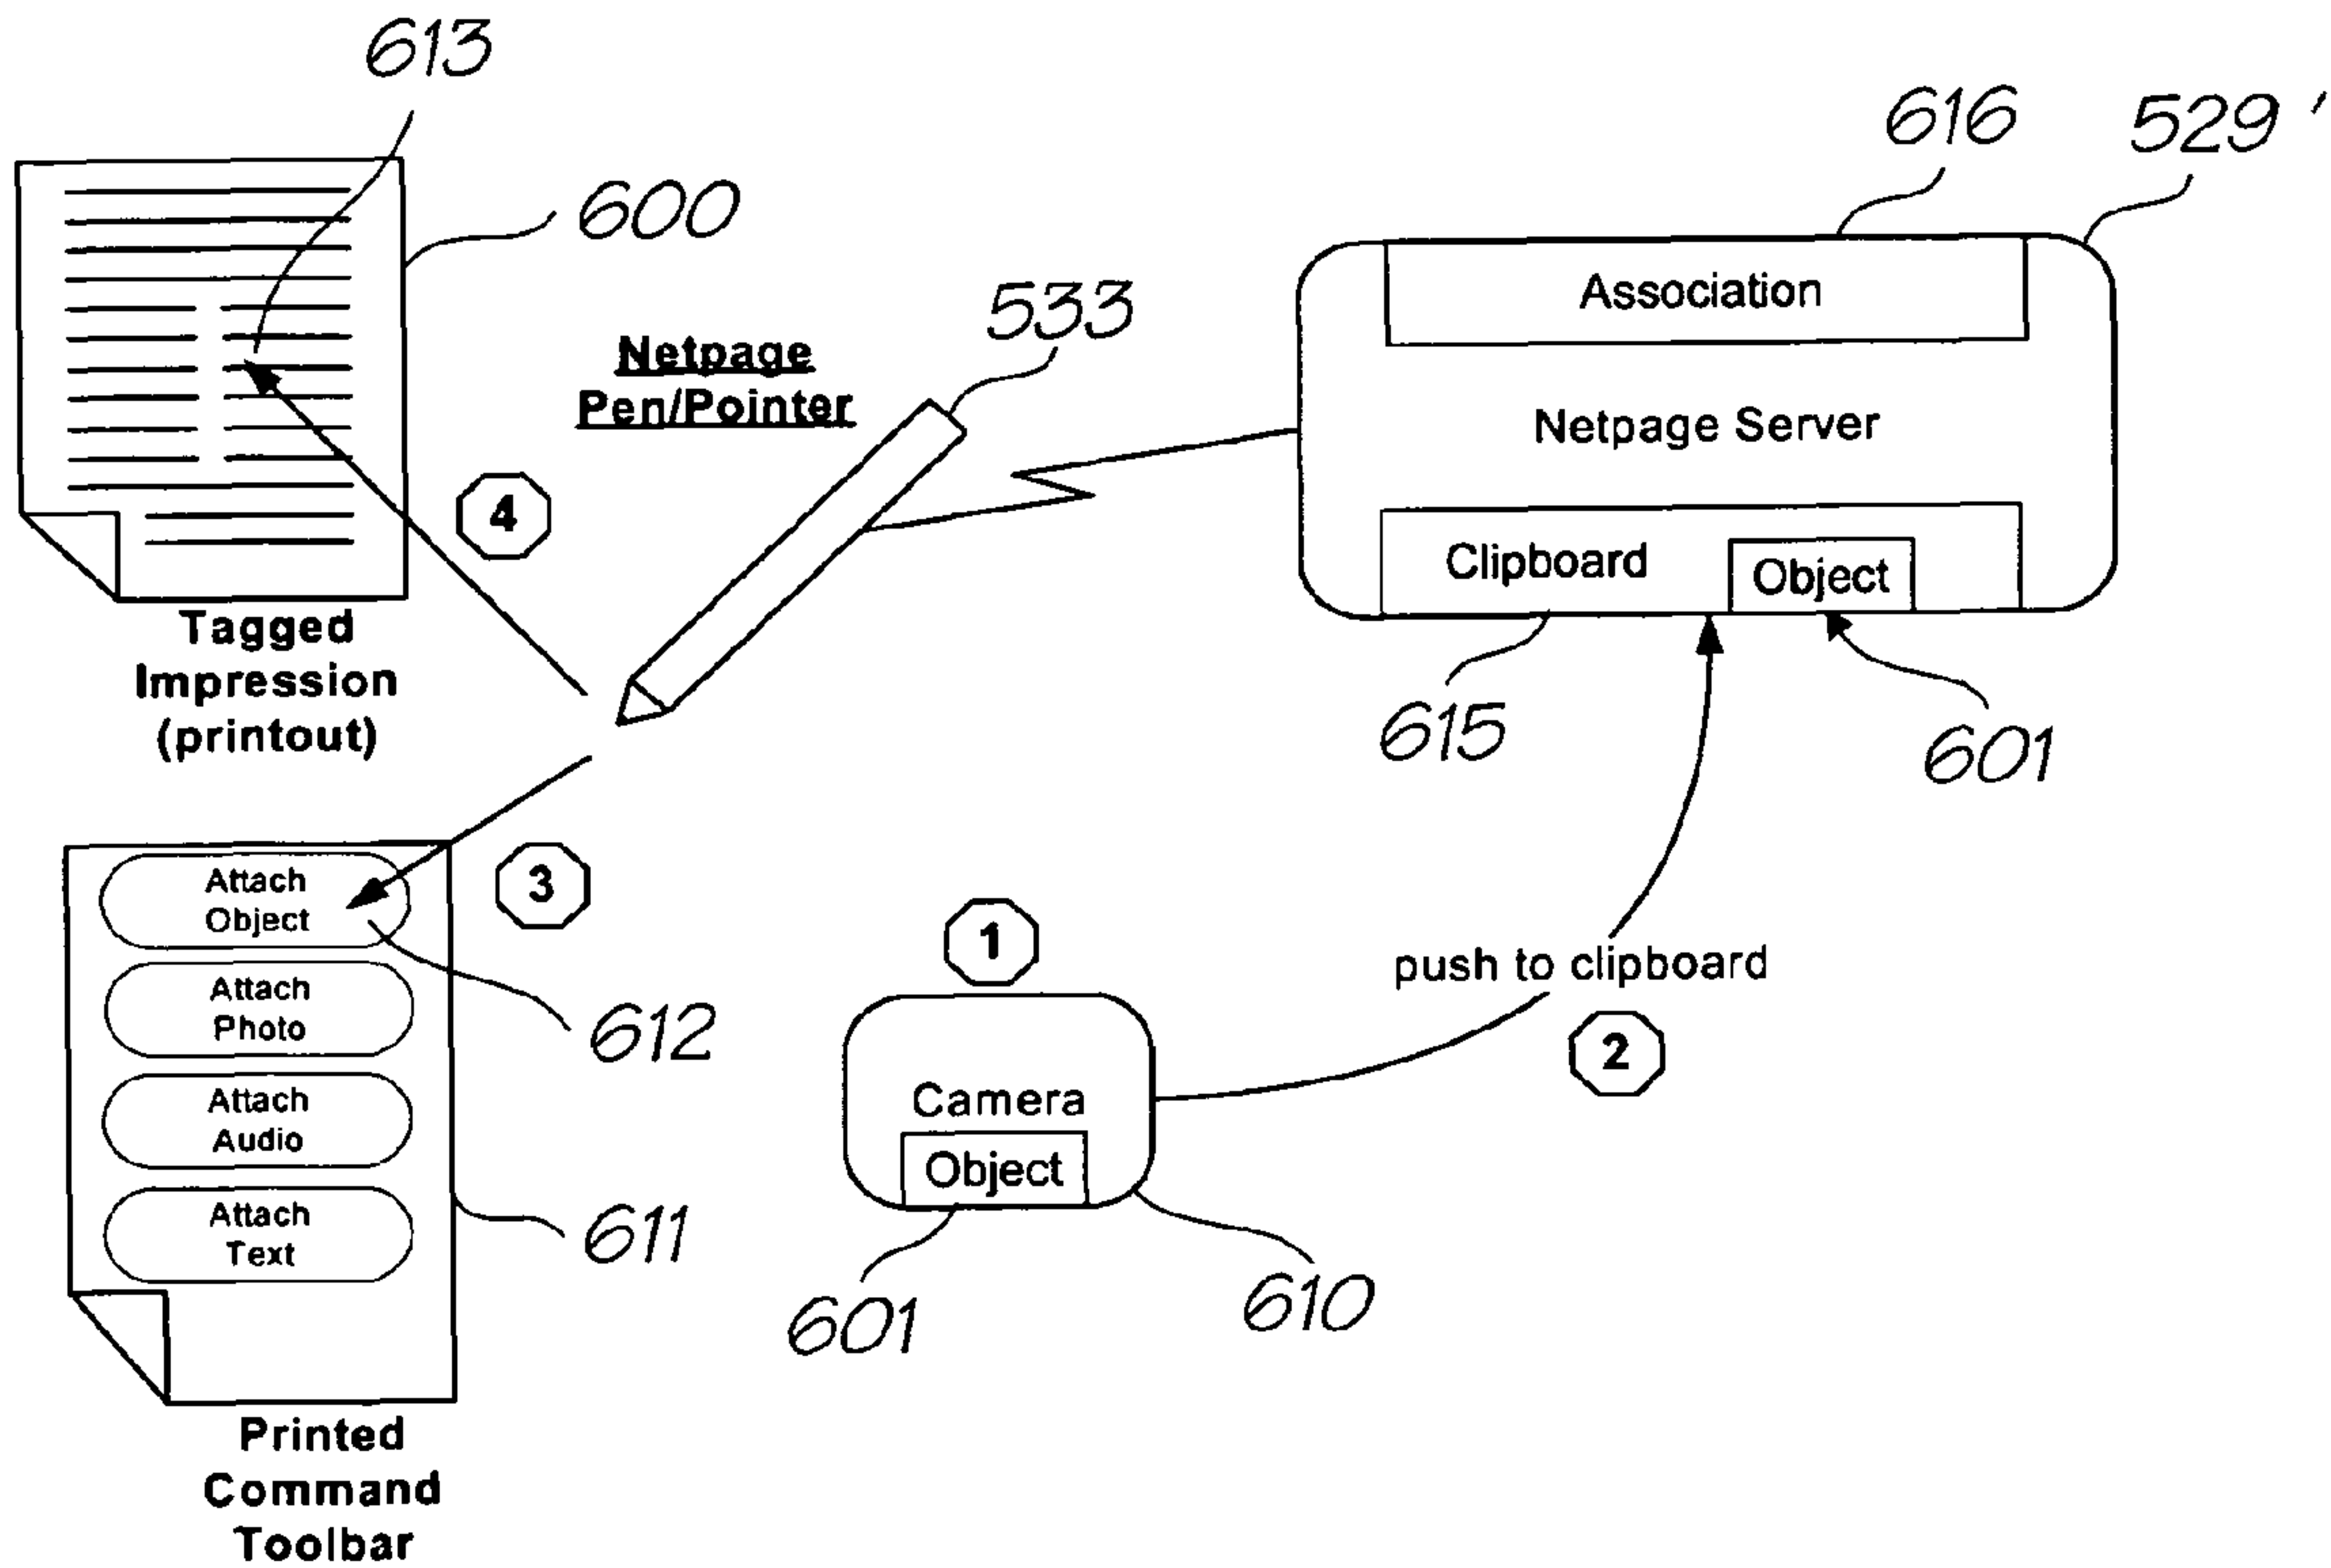 613
616
529'
600
Association
533
Netpage
Pen/Pointer
Netpage Server
4
Clipboard
Object
Tagged
Impression
(printout)
615
601
3
Attach
Object
1
push to clipboard
Attach
Photo
612
2
Camera
Attach
Audio
Object
Attach
Text
611
601
610
Printed
Command
Toolbar